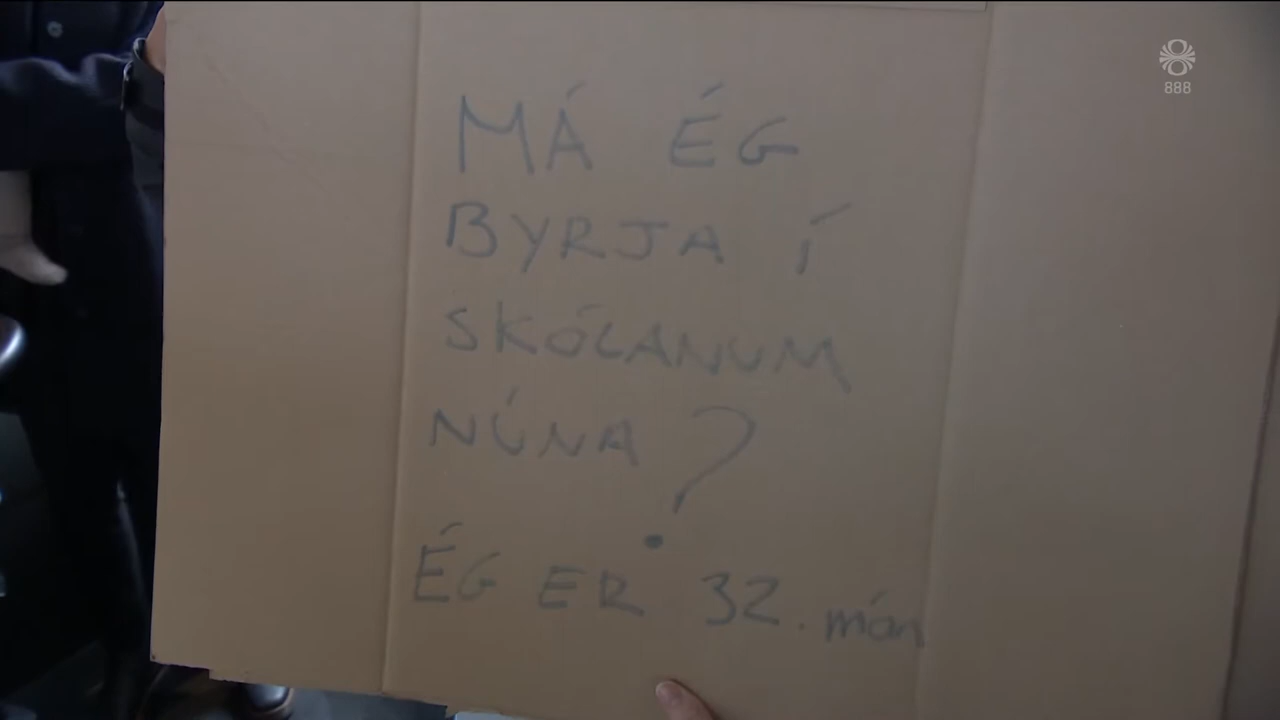 888
MÁ ÉG
BYRJA í
SKÓLANUM
NÚNA?
ÉG ER 32. mán